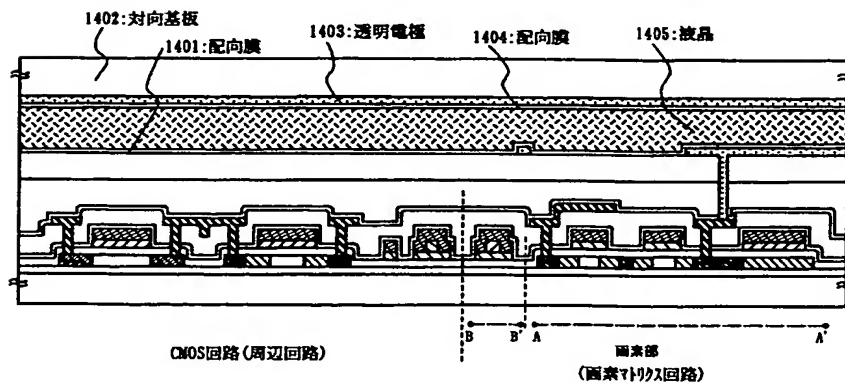 1402:対向基板
1401:配向膜
1403:透明電極
1404:配向膜
1405:液晶
B B' A A'
CMOS回路(周辺回路)
画素部
(画素マトリクス回路)